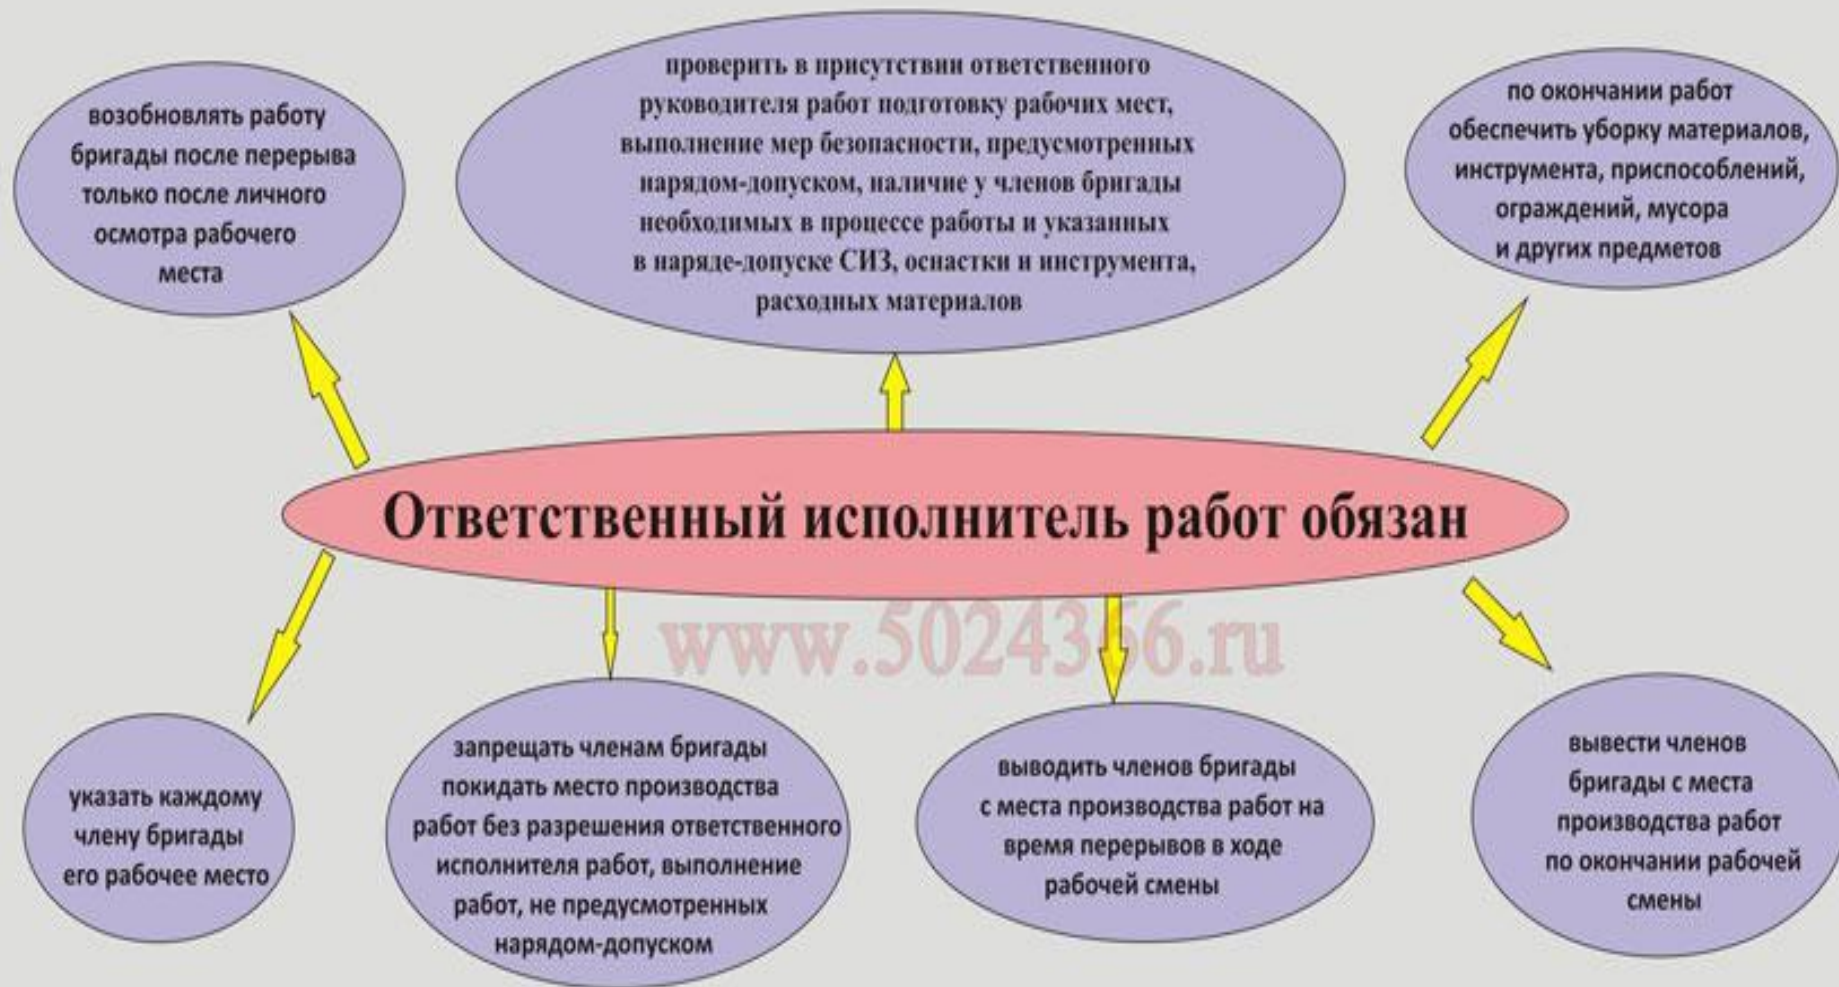 возобновлять работу
бригады после перерыва
только после личного
осмотра рабочего
места
проверить в присутствии ответственного
руководителя работ подготовку рабочих мест,
выполнение мер безопасности, предусмотренных
нарядом-допуском, наличие у членов бригады
необходимых в процессе работы и указанных
в наряде-допуске СИЗ, оснастки и инструмента,
расходных материалов
по окончании работ
обеспечить уборку материалов,
инструмента, приспособлений,
ограждений, мусора
и других предметов
Ответственный исполнитель работ обязан
www.5024366.ru
указать каждому
члену бригады
его рабочее место
запрещать членам бригады
покидать место производства
работ без разрешения ответственного
исполнителя работ, выполнение
работ, не предусмотренных
нарядом-допуском
выводить членов бригады
с места производства работ на
время перерывов в ходе
рабочей смены
вывести членов
бригады с места
производства работ
по окончании рабочей
смены